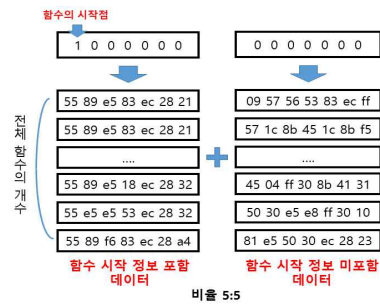 함수의 시작점
1 0 0 0 0 0 0
0 0 0 0 0 0 0
전체 함수의 개수
55 89 e5 83 ec 28 21
55 89 e5 83 ec 28 21
....
55 89 e5 18 ec 28 32
55 e5 e5 53 ec 28 32
55 89 f6 83 ec 28 a4
09 57 56 53 83 ec ff
57 1c 8b 45 1c 8b f5
....
45 04 ff 30 8b 41 31
50 30 e5 e8 ff 30 10
81 e5 50 30 ec 28 23
함수 시작 정보 포함
데이터
함수 시작 정보 미포함
데이터
비율 5:5